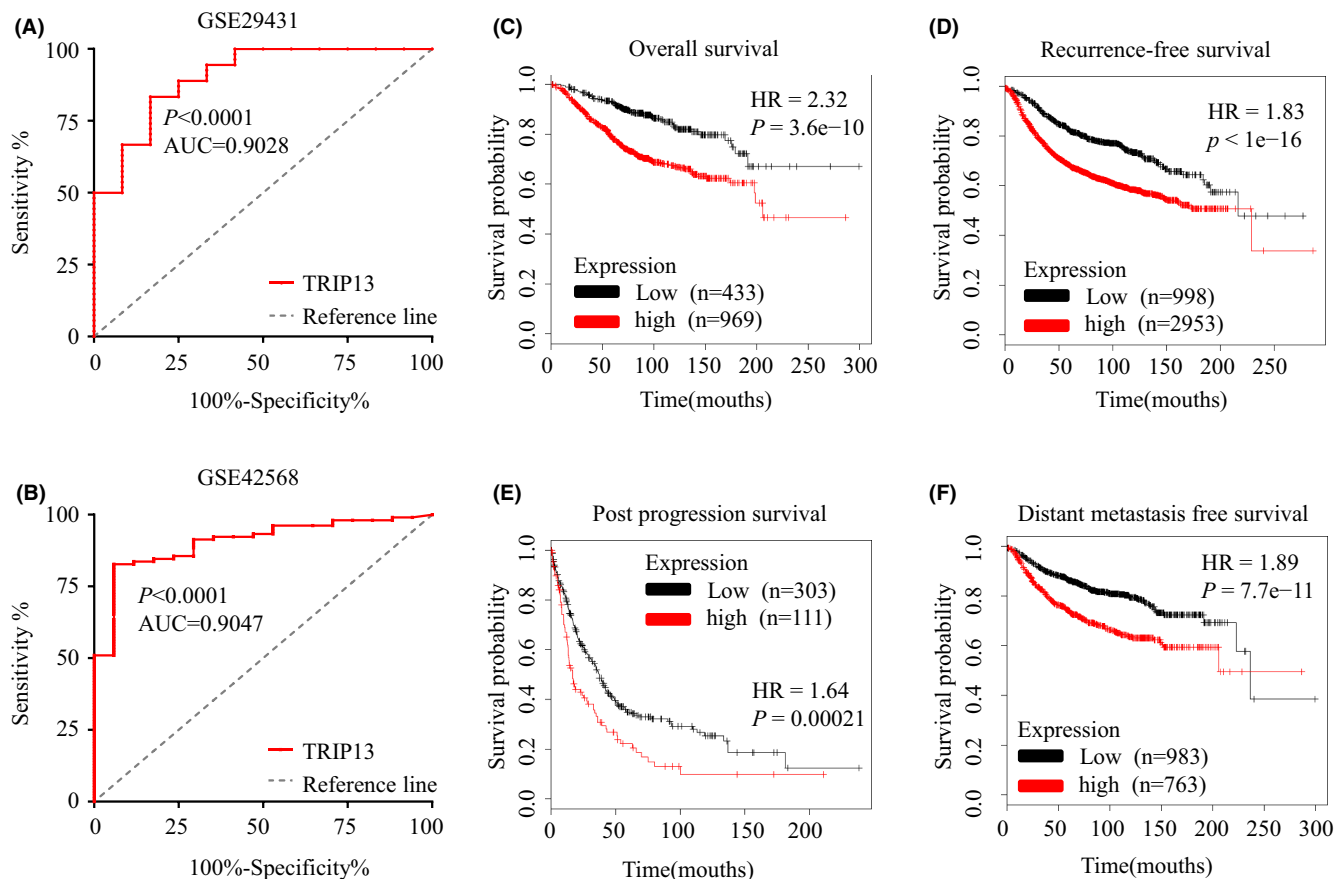 (A)
GSE29431
100
75
50
25
0
Sensitivity %
P<0.0001
AUC=0.9028
TRIP13
Reference line
0 25 50 75 100
100%-Specificity%
(C)
Overall survival
1.0
0.8
0.6
0.4
0.2
0.0
Survival probability
HR = 2.32
P = 3.6e−10
Expression
Low (n=433)
high (n=969)
0 50 100 150 200 250 300
Time(mouths)
(D)
Recurrence-free survival
1.0
0.8
0.6
0.4
0.2
0.0
Survival probability
HR = 1.83
p < 1e−16
Expression
Low (n=998)
high (n=2953)
0 50 100 150 200 250
Time(mouths)
(B)
GSE42568
100
75
50
25
0
Sensitivity %
P<0.0001
AUC=0.9047
TRIP13
Reference line
0 25 50 75 100
100%-Specificity%
(E)
Post progression survival
1.0
0.8
0.6
0.4
0.2
0.0
Survival probability
Expression
Low (n=303)
high (n=111)
HR = 1.64
P = 0.00021
0 50 100 150 200
Time(mouths)
(F)
Distant metastasis free survival
1.0
0.8
0.6
0.4
0.2
0.0
Survival probability
HR = 1.89
P = 7.7e−11
Expression
Low (n=983)
high (n=763)
0 50 100 150 200 250 300
Time(mouths)